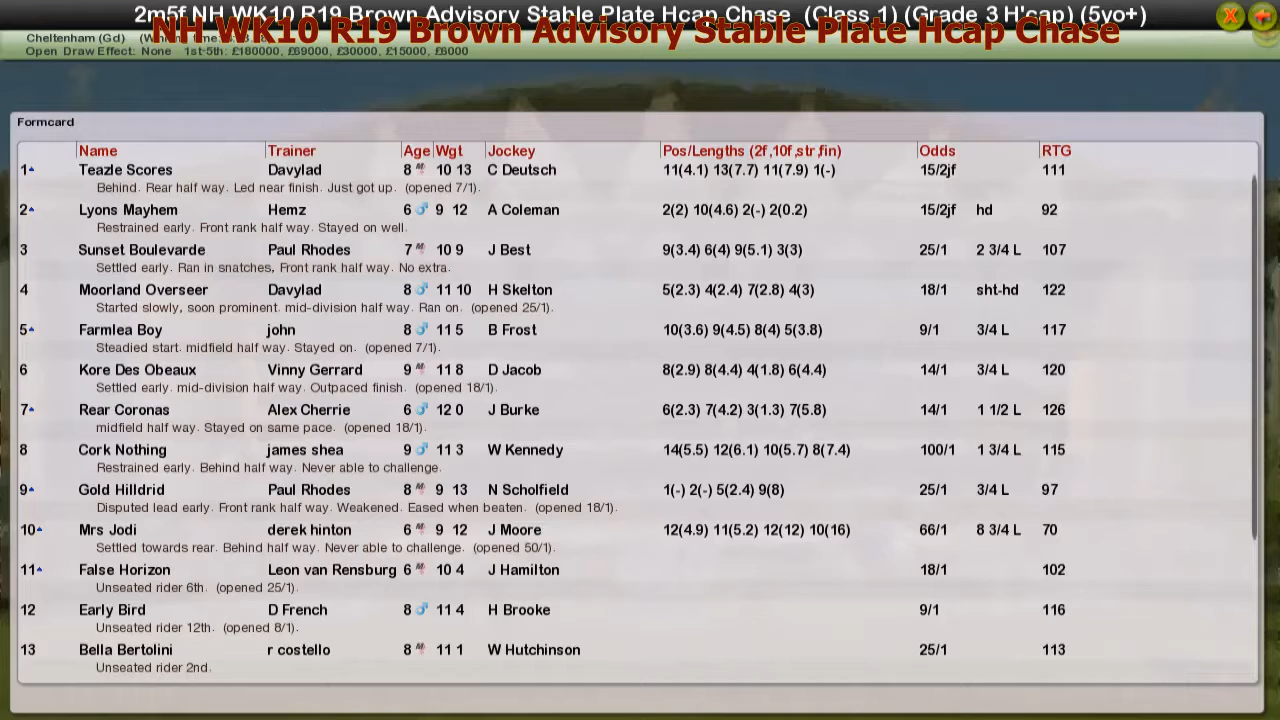 2m5f NH WK10 R19 Brown Advisory Stable Plate Hcap Chase (Class 1) (Grade 3 H'cap) (5yo+)
NH WK10 R19 Brown Advisory Stable Plate Hcap Chase
Cheltenham (Gd)
Open Draw Effect: None 1st-5th: £180000, £69000, £30000, £15000, £6000
Formcard
Name Trainer Age Wgt Jockey Pos/Lengths (2f,10f,str,fin) Odds RTG
1 Teazle Scores Davylad 8 10 13 C Deutsch 11(4.1) 13(7.7) 11(7.9) 1(-) 15/2jf 111
Behind. Rear half way. Led near finish. Just got up. (opened 7/1).
2 Lyons Mayhem Hemz 6 9 12 A Coleman 2(2) 10(4.6) 2(-) 2(0.2) 15/2jf hd 92
Restrained early. Front rank half way. Stayed on well.
3 Sunset Boulevarde Paul Rhodes 7 10 9 J Best 9(3.4) 6(4) 9(5.1) 3(3) 25/1 2 3/4 L 107
Settled early. Ran in snatches, Front rank half way. No extra.
4 Moorland Overseer Davylad 8 11 10 H Skelton 5(2.3) 4(2.4) 7(2.8) 4(3) 18/1 sht-hd 122
Started slowly, soon prominent. mid-division half way. Ran on. (opened 25/1).
5 Farmlea Boy john 8 11 5 B Frost 10(3.6) 9(4.5) 8(4) 5(3.8) 9/1 3/4 L 117
Steadied start. midfield half way. Stayed on. (opened 7/1).
6 Kore Des Obeaux Vinny Gerrard 9 11 8 D Jacob 8(2.9) 8(4.4) 4(1.8) 6(4.4) 14/1 3/4 L 120
Settled early. mid-division half way. Outpaced finish. (opened 18/1).
7 Rear Coronas Alex Cherrie 6 12 0 J Burke 6(2.3) 7(4.2) 3(1.3) 7(5.8) 14/1 1 1/2 L 126
midfield half way. Stayed on same pace. (opened 18/1).
8 Cork Nothing james shea 9 11 3 W Kennedy 14(5.5) 12(6.1) 10(5.7) 8(7.4) 100/1 1 3/4 L 115
Restrained early. Behind half way. Never able to challenge.
9 Gold Hilldrid Paul Rhodes 8 9 13 N Scholfield 1(-) 2(-) 5(2.4) 9(8) 25/1 3/4 L 97
Disputed lead early. Front rank half way. Weakened. Eased when beaten. (opened 18/1).
10 Mrs Jodi derek hinton 6 9 12 J Moore 12(4.9) 11(5.2) 12(12) 10(16) 66/1 8 3/4 L 70
Settled towards rear. Behind half way. Never able to challenge. (opened 50/1).
11 False Horizon Leon van Rensburg 6 10 4 J Hamilton 18/1 102
Unseated rider 6th. (opened 25/1).
12 Early Bird D French 8 11 4 H Brooke 9/1 116
Unseated rider 12th. (opened 8/1).
13 Bella Bertolini r costello 8 11 1 W Hutchinson 25/1 113
Unseated rider 2nd.